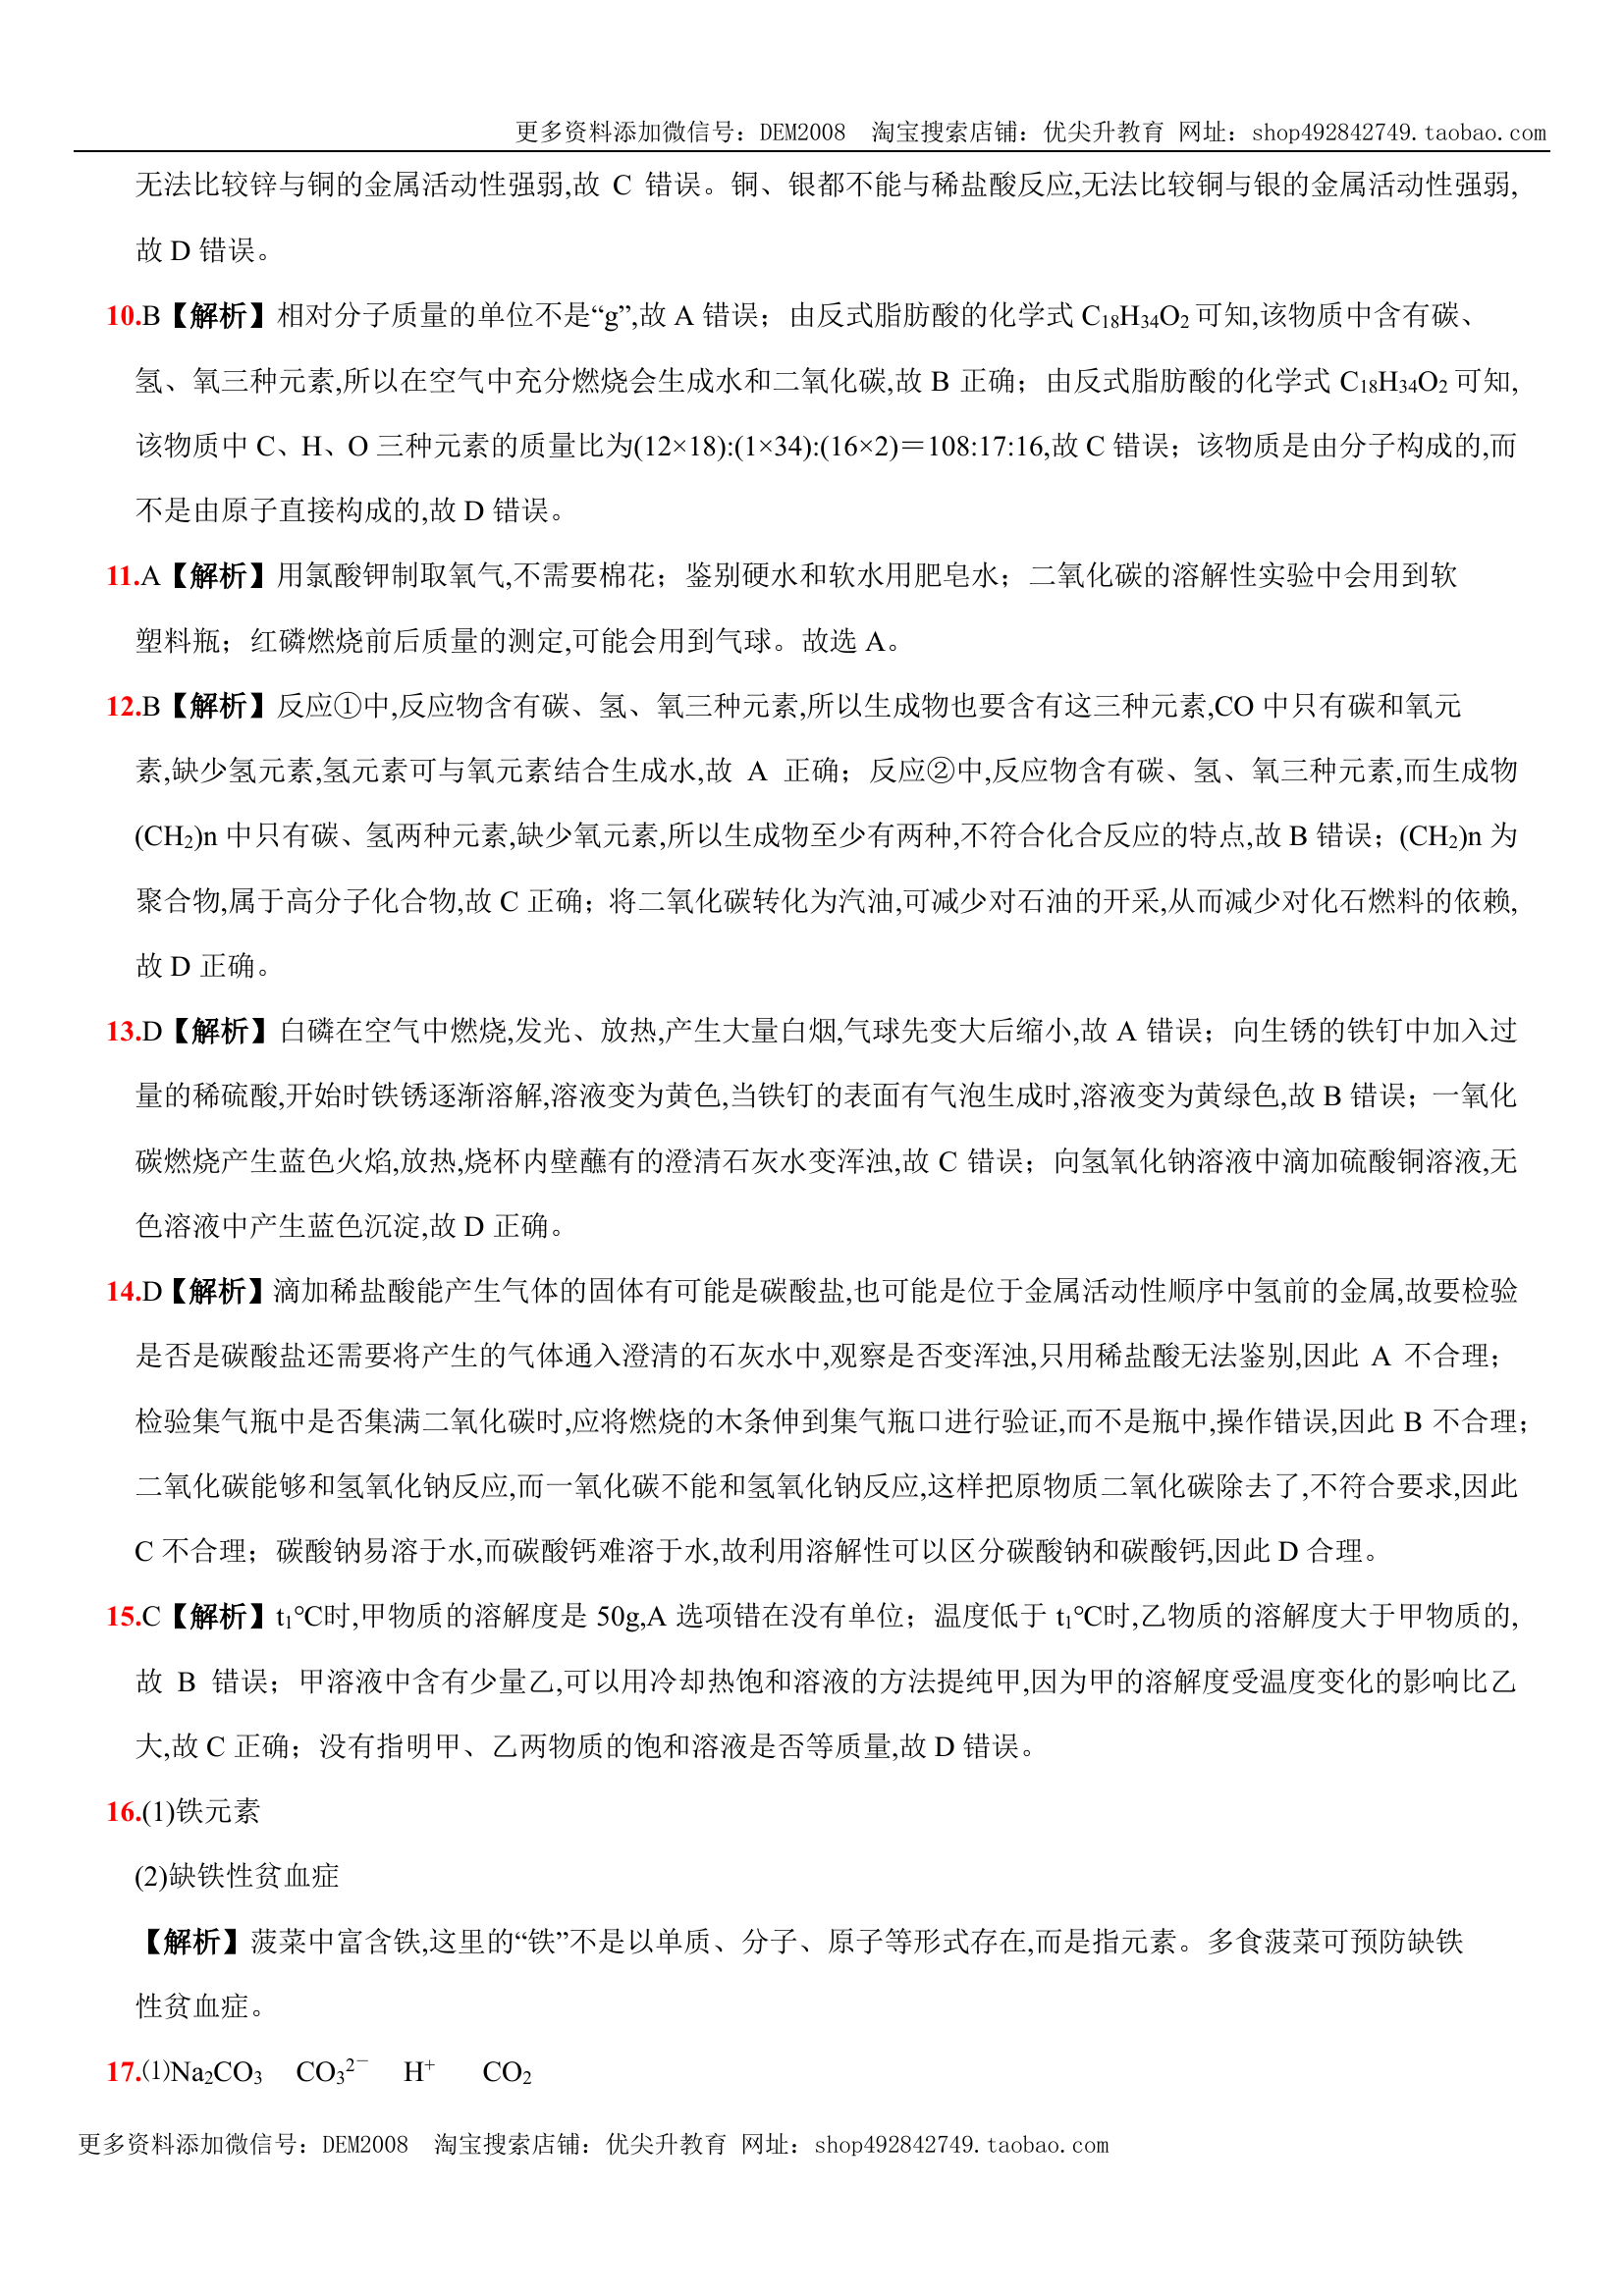 更多资料添加微信号：DEM2008  淘宝搜索店铺：优尖升教育 网址：shop492842749.taobao.com
无法比较锌与铜的金属活动性强弱,故 C 错误。铜、银都不能与稀盐酸反应,无法比较铜与银的金属活动性强弱,
故 D 错误。
10.B【解析】相对分子质量的单位不是“g”,故 A 错误；由反式脂肪酸的化学式 C₁₈H₃₄O₂ 可知,该物质中含有碳、
氢、氧三种元素,所以在空气中充分燃烧会生成水和二氧化碳,故 B 正确；由反式脂肪酸的化学式 C₁₈H₃₄O₂ 可知,
该物质中 C、H、O 三种元素的质量比为(12×18):(1×34):(16×2)＝108:17:16,故 C 错误；该物质是由分子构成的,而
不是由原子直接构成的,故 D 错误。
11.A【解析】用氯酸钾制取氧气,不需要棉花；鉴别硬水和软水用肥皂水；二氧化碳的溶解性实验中会用到软
塑料瓶；红磷燃烧前后质量的测定,可能会用到气球。故选 A。
12.B【解析】反应①中,反应物含有碳、氢、氧三种元素,所以生成物也要含有这三种元素,CO 中只有碳和氧元
素,缺少氢元素,氢元素可与氧元素结合生成水,故 A 正确；反应②中,反应物含有碳、氢、氧三种元素,而生成物
(CH₂)n 中只有碳、氢两种元素,缺少氧元素,所以生成物至少有两种,不符合化合反应的特点,故 B 错误；(CH₂)n 为
聚合物,属于高分子化合物,故 C 正确；将二氧化碳转化为汽油,可减少对石油的开采,从而减少对化石燃料的依赖,
故 D 正确。
13.D【解析】白磷在空气中燃烧,发光、放热,产生大量白烟,气球先变大后缩小,故 A 错误；向生锈的铁钉中加入过
量的稀硫酸,开始时铁锈逐渐溶解,溶液变为黄色,当铁钉的表面有气泡生成时,溶液变为黄绿色,故 B 错误；一氧化
碳燃烧产生蓝色火焰,放热,烧杯内壁蘸有的澄清石灰水变浑浊,故 C 错误；向氢氧化钠溶液中滴加硫酸铜溶液,无
色溶液中产生蓝色沉淀,故 D 正确。
14.D【解析】滴加稀盐酸能产生气体的固体有可能是碳酸盐,也可能是位于金属活动性顺序中氢前的金属,故要检验
是否是碳酸盐还需要将产生的气体通入澄清的石灰水中,观察是否变浑浊,只用稀盐酸无法鉴别,因此 A 不合理；
检验集气瓶中是否集满二氧化碳时,应将燃烧的木条伸到集气瓶口进行验证,而不是瓶中,操作错误,因此 B 不合理；
二氧化碳能够和氢氧化钠反应,而一氧化碳不能和氢氧化钠反应,这样把原物质二氧化碳除去了,不符合要求,因此
C 不合理；碳酸钠易溶于水,而碳酸钙难溶于水,故利用溶解性可以区分碳酸钠和碳酸钙,因此 D 合理。
15.C【解析】t₁℃时,甲物质的溶解度是 50g,A 选项错在没有单位；温度低于 t₁℃时,乙物质的溶解度大于甲物质的,
故 B 错误；甲溶液中含有少量乙,可以用冷却热饱和溶液的方法提纯甲,因为甲的溶解度受温度变化的影响比乙
大,故 C 正确；没有指明甲、乙两物质的饱和溶液是否等质量,故 D 错误。
16.(1)铁元素
(2)缺铁性贫血症
【解析】菠菜中富含铁,这里的“铁”不是以单质、分子、原子等形式存在,而是指元素。多食菠菜可预防缺铁
性贫血症。
17.⑴Na₂CO₃  CO₃²⁻  H⁺  CO₂
更多资料添加微信号：DEM2008  淘宝搜索店铺：优尖升教育 网址：shop492842749.taobao.com